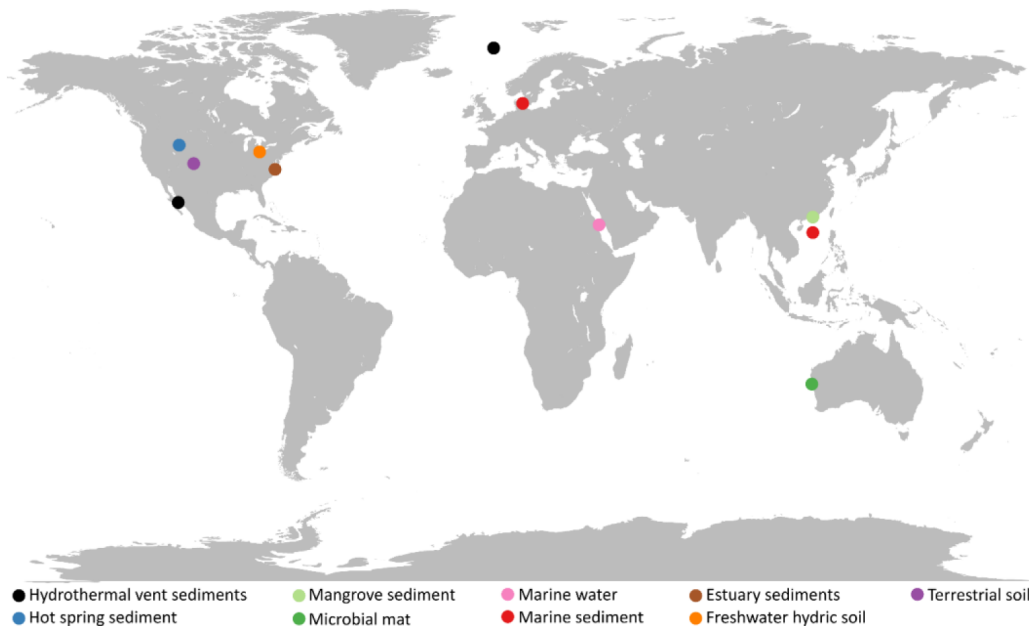 Hydrothermal vent sediments Mangrove sediment Marine water Estuary sediments Terrestrial soil
Hot spring sediment Microbial mat Marine sediment Freshwater hydric soil